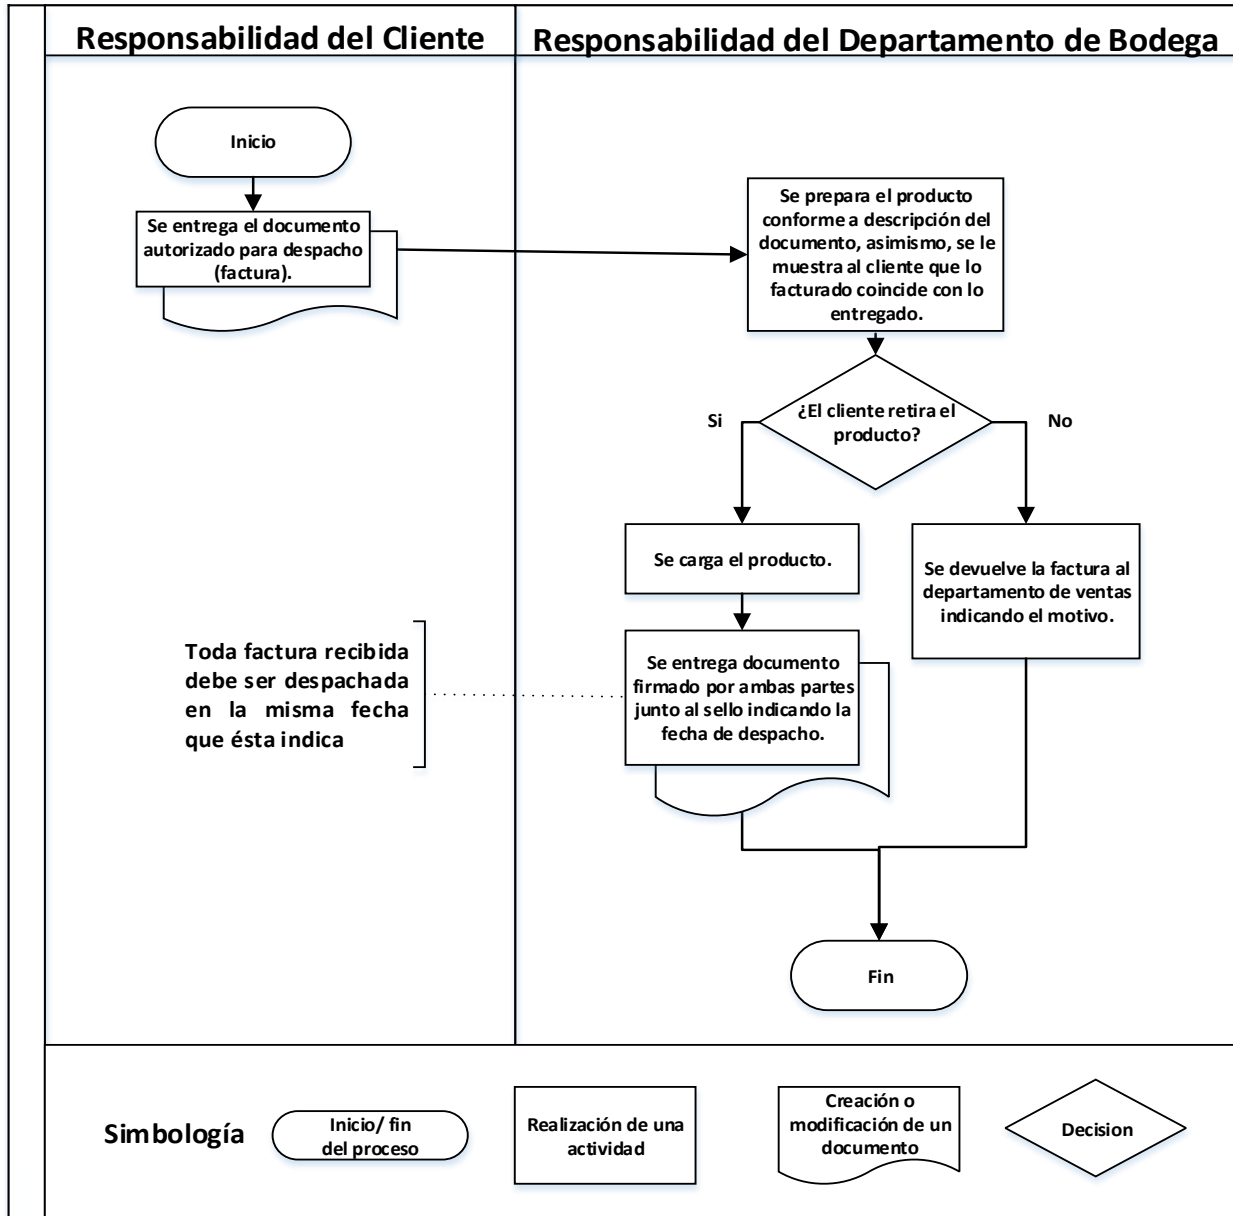 Responsabilidad del Cliente
Responsabilidad del Departamento de Bodega
Inicio
Se entrega el documento
autorizado para despacho
(factura).
Se prepara el producto
conforme a descripción del
documento, asimismo, se le
muestra al cliente que lo
facturado coincide con lo
entregado.
¿El cliente retira el
producto?
Si
No
Se carga el producto.
Se devuelve la factura al
departamento de ventas
indicando el motivo.
Toda factura recibida
debe ser despachada
en la misma fecha
que ésta indica
Se entrega documento
firmado por ambas partes
junto al sello indicando la
fecha de despacho.
Fin
Simbología
Inicio/ fin
del proceso
Realización de una
actividad
Creación o
modificación de un
documento
Decision